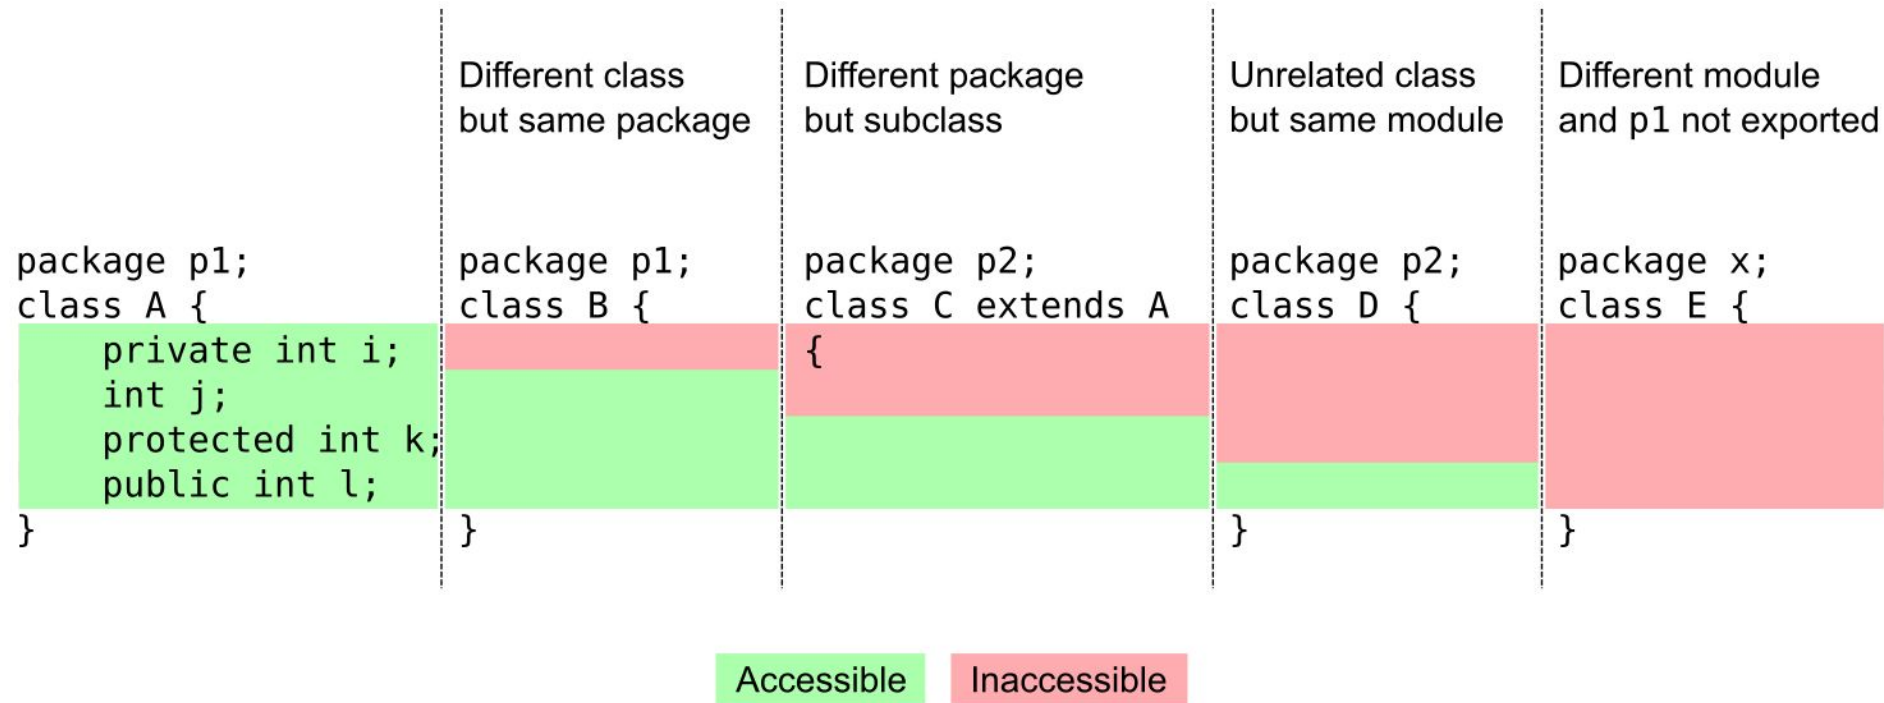 Different class
but same package
Different package
but subclass
Unrelated class
but same module
Different module
and p1 not exported
package p1;
class A {
private int i;
int j;
protected int k;
public int l;
}
package p1;
class B {
}
package p2;
class C extends A
{
package p2;
class D {
}
package x;
class E {
}
Accessible
Inaccessible